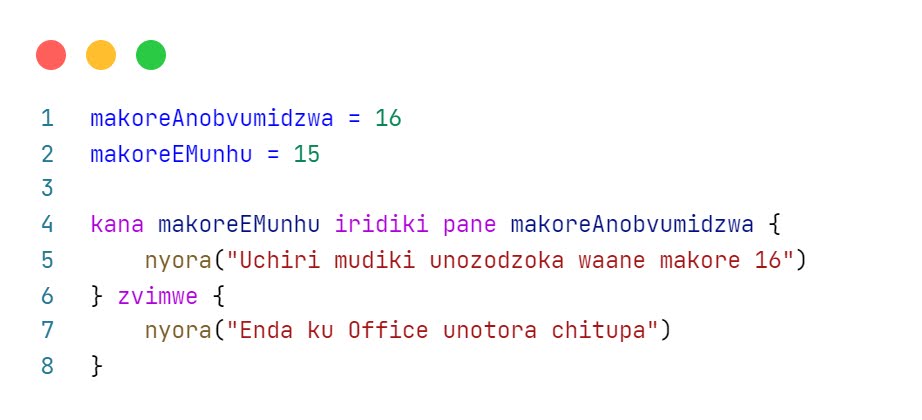 1 makoreAnobvumidzwa = 16
2 makoreEMunhu = 15
3
4 kana makoreEMunhu iridiki pane makoreAnobvumidzwa {
5     nyora("Uchiri mudiki unozodzoka waane makore 16")
6 } zvimwe {
7     nyora("Enda ku Office unotora chitupa")
8 }